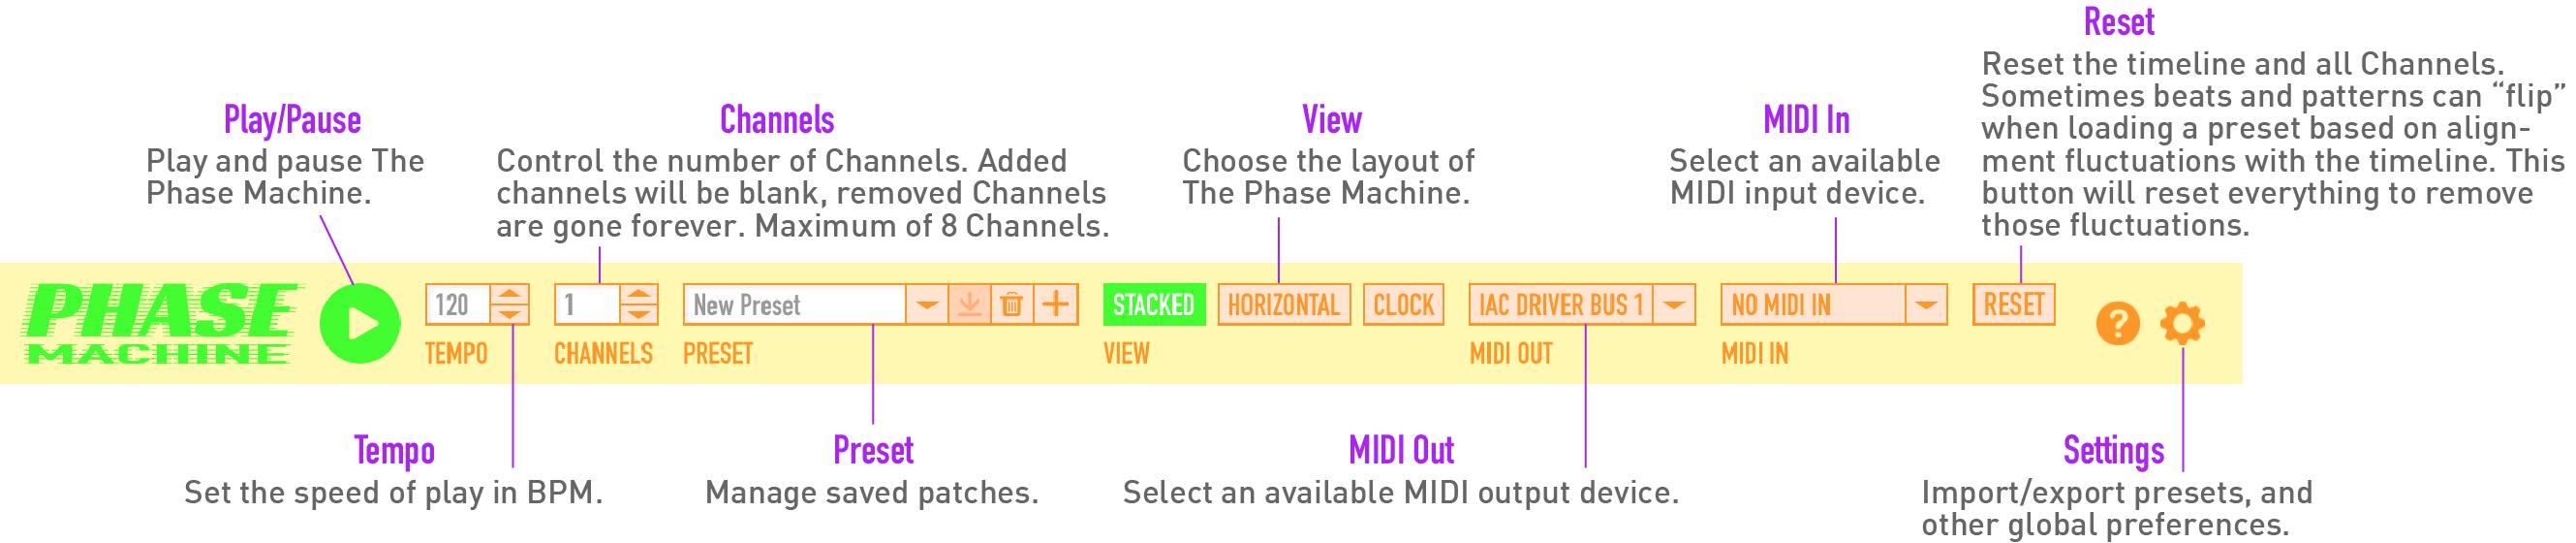 Reset
Reset the timeline and all Channels.
Sometimes beats and patterns can “flip”
when loading a preset based on align-
ment fluctuations with the timeline. This
button will reset everything to remove
those fluctuations.
Play/Pause
Play and pause The
Phase Machine.
Channels
Control the number of Channels. Added
channels will be blank, removed Channels
are gone forever. Maximum of 8 Channels.
View
Choose the layout of
The Phase Machine.
MIDI In
Select an available
MIDI input device.
PHASE
MACHINE
120
TEMPO
1
CHANNELS
New Preset
PRESET
STACKED HORIZONTAL CLOCK
VIEW
IAC DRIVER BUS 1
MIDI OUT
NO MIDI IN
MIDI IN
RESET
?
Tempo
Set the speed of play in BPM.
Preset
Manage saved patches.
MIDI Out
Select an available MIDI output device.
Settings
Import/export presets, and
other global preferences.